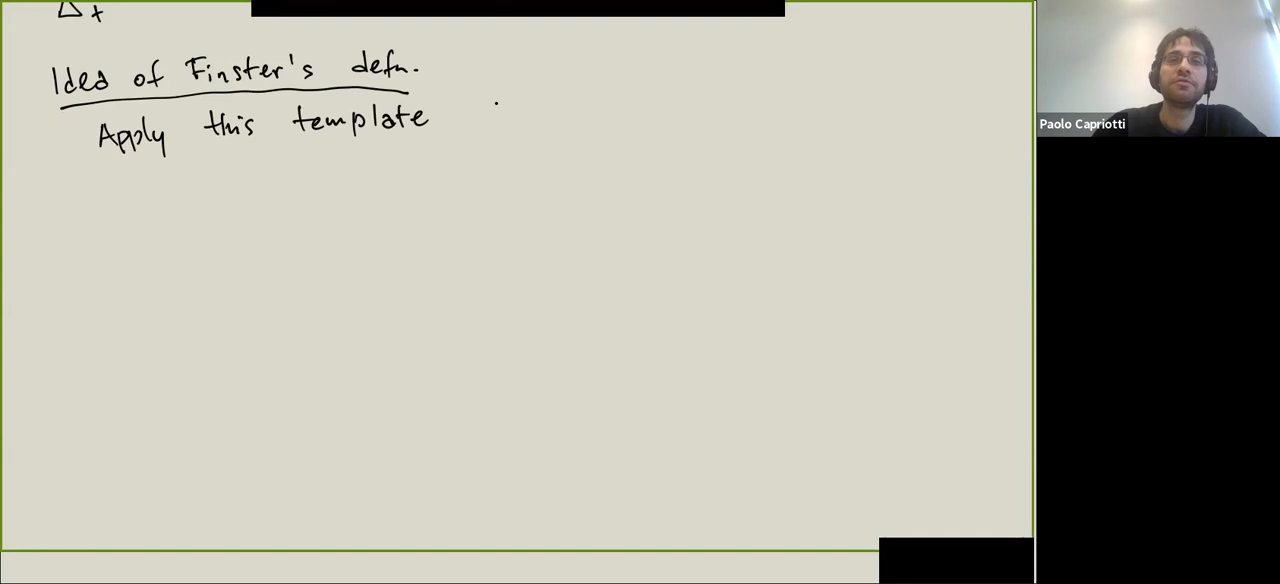 Δ+
Idea of Finster's defn.
Apply this template
Paolo Capriotti